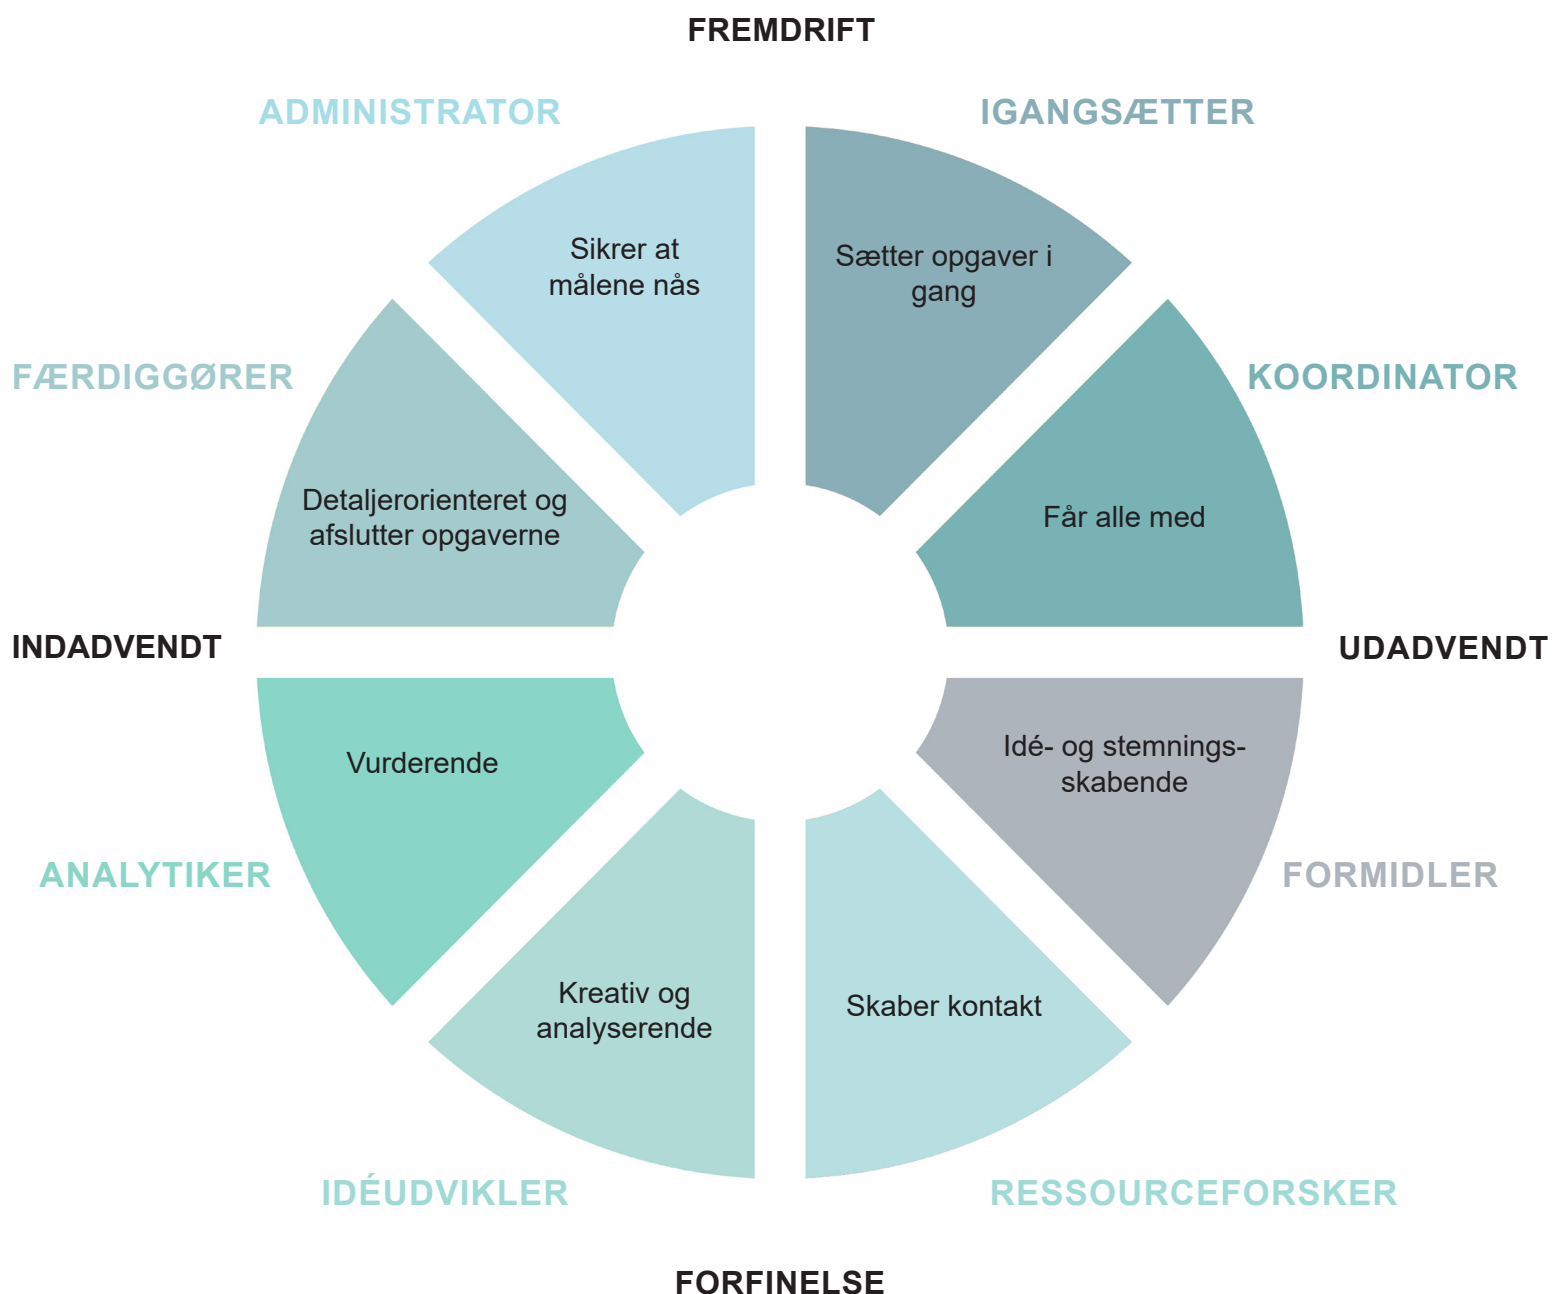 FREMDRIFT
ADMINISTRATOR
IGANGSÆTTER
Sikrer at
målene nås
Sætter opgaver i
gang
FÆRDIGGØRER
KOORDINATOR
Detaljerorienteret og
afslutter opgaverne
Får alle med
INDADVENDT
UDADVENDT
Vurderende
Idé- og stemnings-
skabende
ANALYTIKER
FORMIDLER
Kreativ og
analyserende
Skaber kontakt
IDÉUDVIKLER
RESSOURCEFORSKER
FORFINELSE